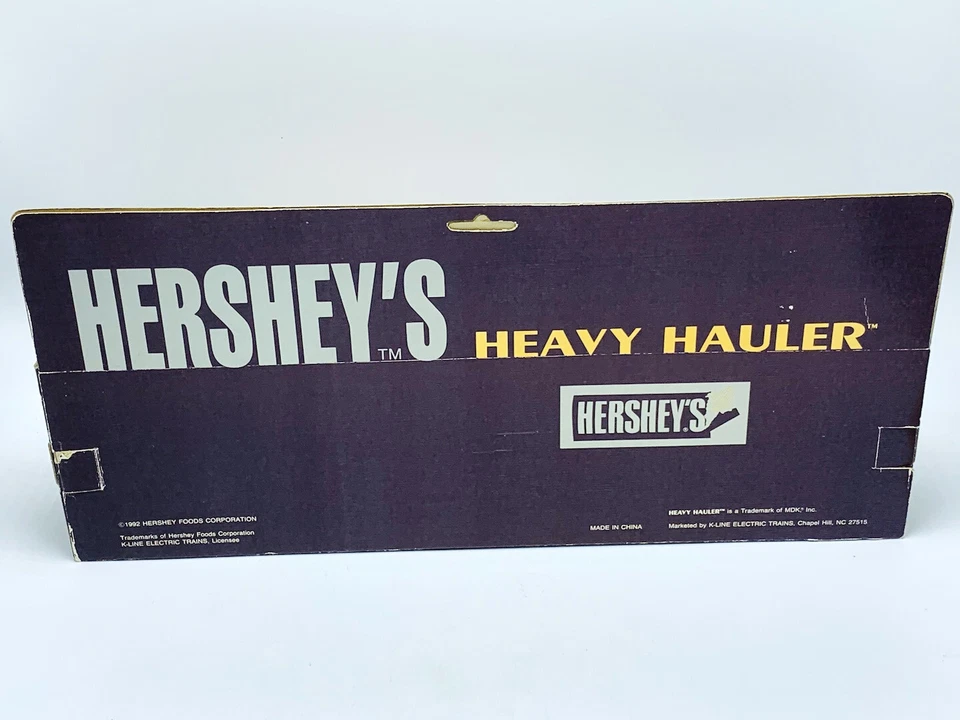 HERSHEY'S TM HEAVY HAULER™
HERSHEY'S®
©1992 HERSHEY FOODS CORPORATION
Trademarks of Hershey Foods Corporation
K-LINE ELECTRIC TRAINS, Licensee
MADE IN CHINA
HEAVY HAULER™ is a Trademark of MDK,® Inc.
Marketed by K-LINE ELECTRIC TRAINS, Chapel Hill, NC 27515